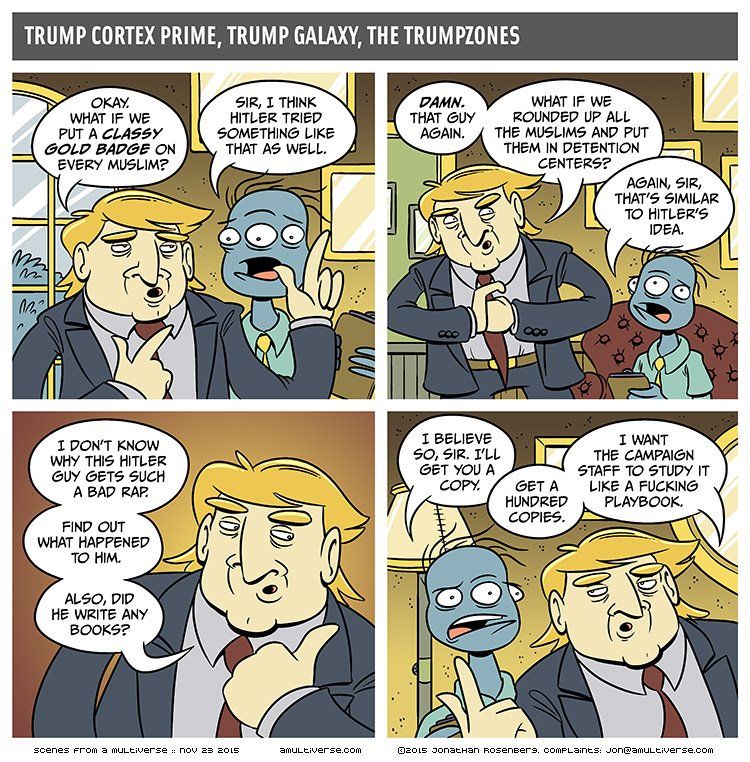 TRUMP CORTEX PRIME, TRUMP GALAXY, THE TRUMPZONES
OKAY.
WHAT IF WE
PUT A CLASSY
GOLD BADGE ON
EVERY MUSLIM?
SIR, I THINK
HITLER TRIED
SOMETHING LIKE
THAT AS WELL.
DAMN.
THAT GUY
AGAIN.
WHAT IF WE
ROUNDED UP ALL
THE MUSLIMS AND PUT
THEM IN DETENTION
CENTERS?
AGAIN, SIR,
THAT'S SIMILAR
TO HITLER'S
IDEA.
I DON'T KNOW
WHY THIS HITLER
GUY GETS SUCH
A BAD RAP.
FIND OUT
WHAT HAPPENED
TO HIM.
ALSO, DID
HE WRITE ANY
BOOKS?
I BELIEVE
SO, SIR. I'LL
GET YOU A
COPY.
GET A
HUNDRED
COPIES.
I WANT
THE CAMPAIGN
STAFF TO STUDY IT
LIKE A FUCKING
PLAYBOOK.
scenes from a multiverse :: nov 23 2015
amultiverse.com
©2015 Jonathan Rosenberg. Complaints: jon@amultiverse.com